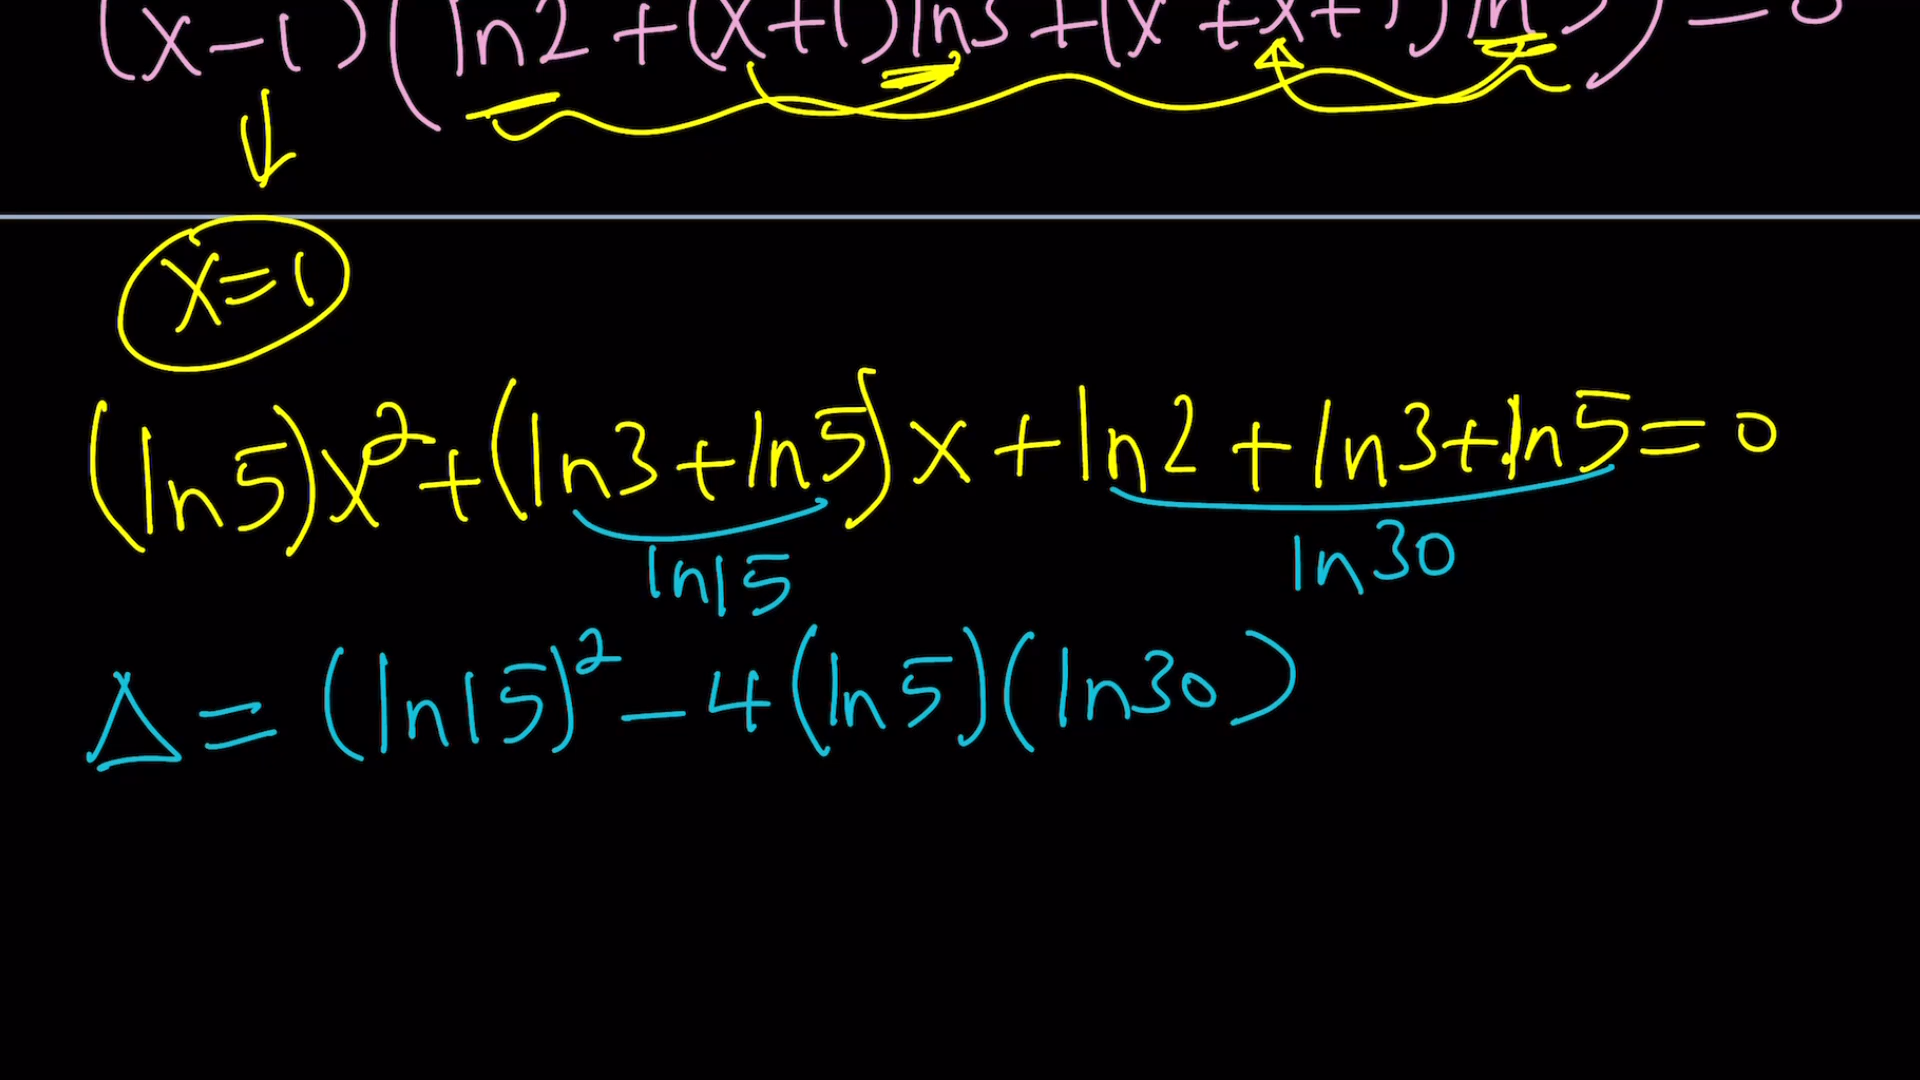 (x-1)(ln2+(x+1)ln3+(x²+x+1)ln5)=0
x=1
(ln5)x²+(ln3+ln5)x+ln2+ln3+ln5=0
ln15 ln30
Δ=(ln15)²-4(ln5)(ln30)